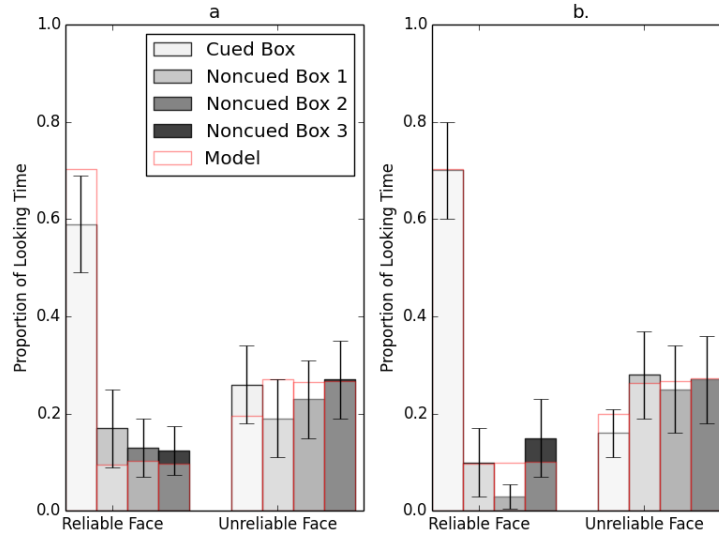 a
1.0
0.8
0.6
0.4
0.2
0.0
Proportion of Looking Time
Cued Box
Noncued Box 1
Noncued Box 2
Noncued Box 3
Model
Reliable Face
Unreliable Face
b.
1.0
0.8
0.6
0.4
0.2
0.0
Proportion of Looking Time
Reliable Face
Unreliable Face